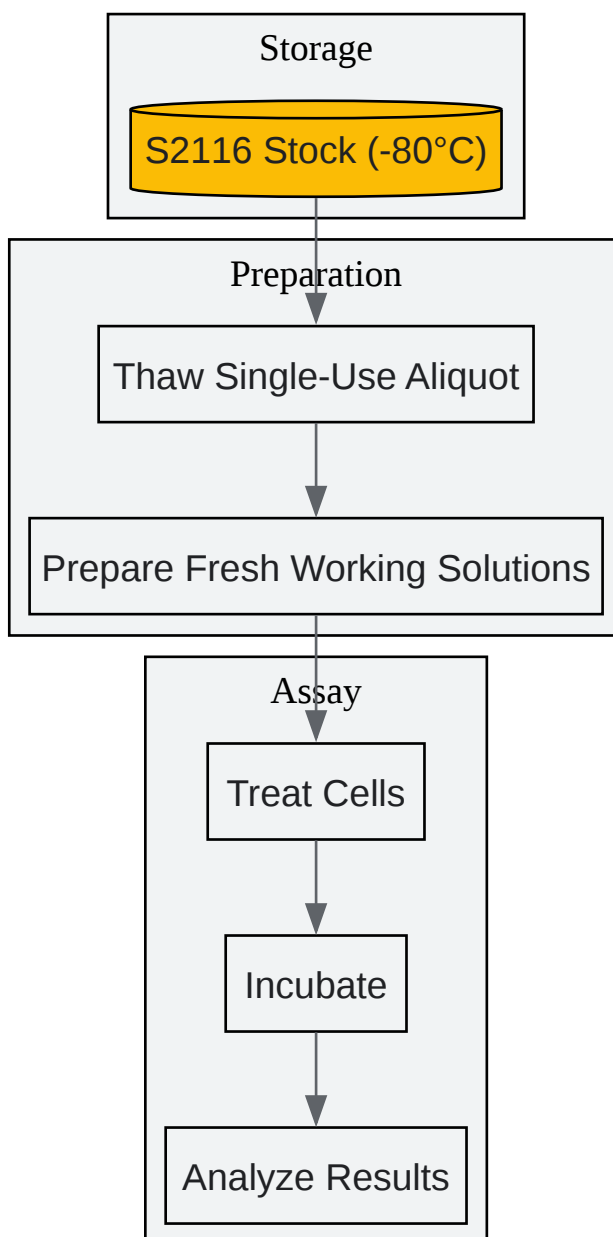 Storage
S2116 Stock (-80°C)
Preparation
Thaw Single-Use Aliquot
Prepare Fresh Working Solutions
Assay
Treat Cells
Incubate
Analyze Results